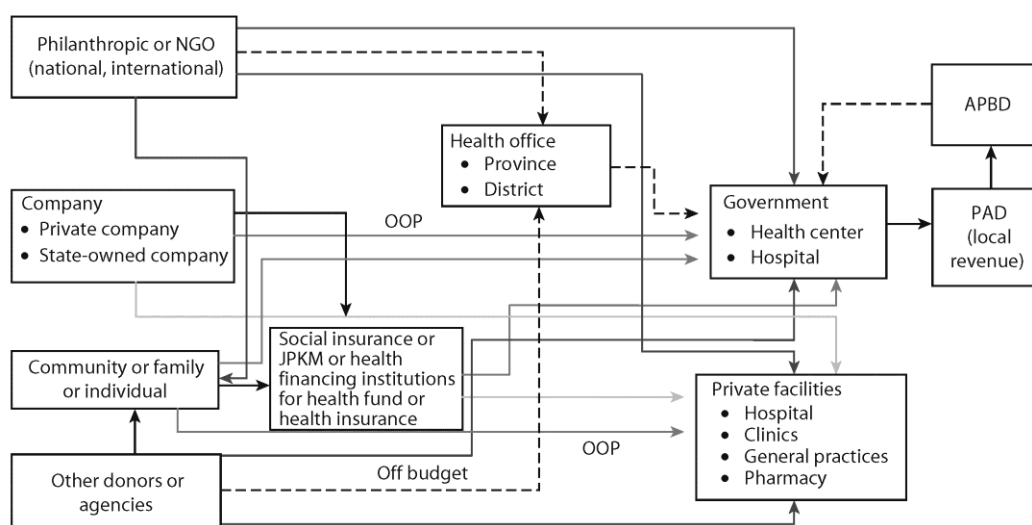 Philanthropic or NGO
(national, international)
APBD
Health office
• Province
• District
Company
• Private company
• State-owned company
OOP
Government
• Health center
• Hospital
PAD
(local
revenue)
Social insurance or
JPKM or health
financing institutions
for health fund or
health insurance
Community or family
or individual
Private facilities
• Hospital
• Clinics
• General practices
• Pharmacy
OOP
Off budget
Other donors or
agencies